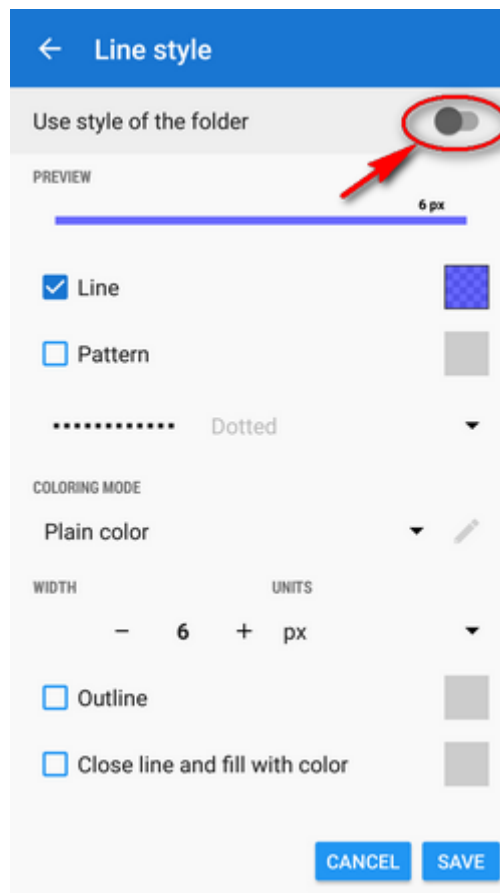 Line style
Use style of the folder
PREVIEW
6 px
Line
Pattern
Dotted
COLORING MODE
Plain color
WIDTH UNITS
− 6 + px
Outline
Close line and fill with color
CANCEL SAVE